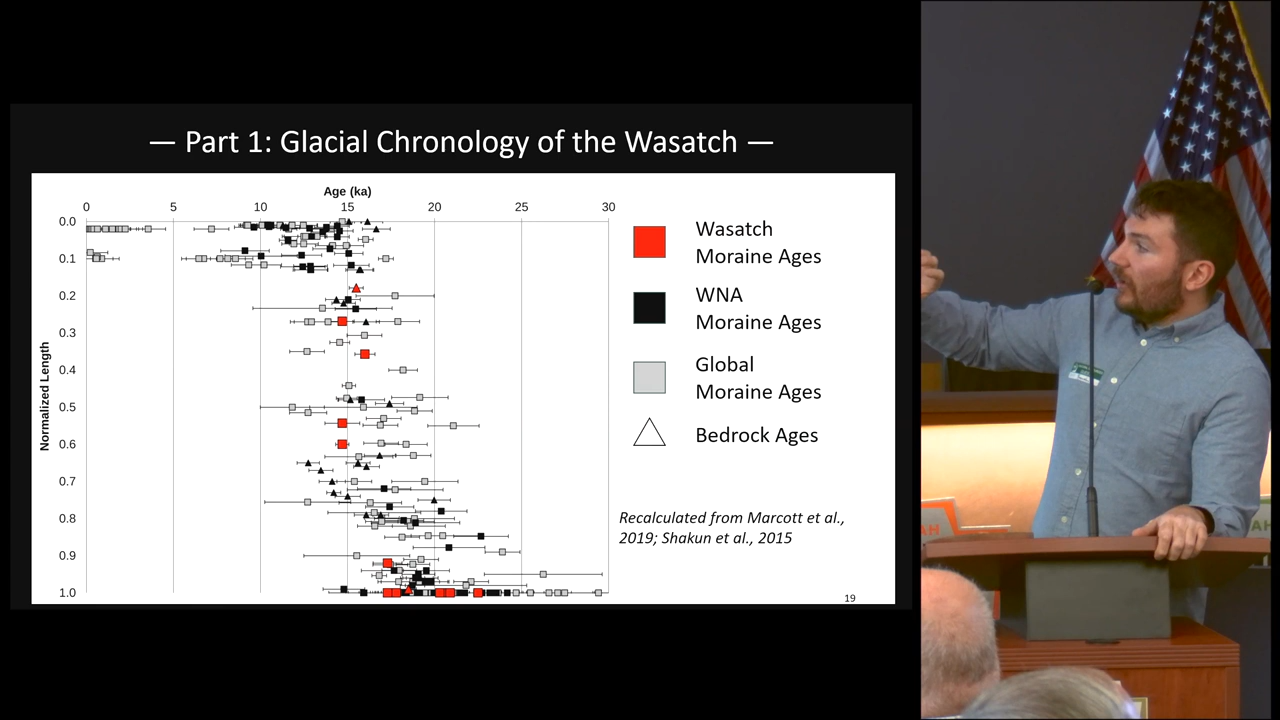 — Part 1: Glacial Chronology of the Wasatch —
Age (ka)
0 5 10 15 20 25 30
Normalized Length
0.0
0.1
0.2
0.3
0.4
0.5
0.6
0.7
0.8
0.9
1.0
Wasatch
Moraine Ages
WNA
Moraine Ages
Global
Moraine Ages
Bedrock Ages
Recalculated from Marcott et al.,
2019; Shakun et al., 2015
19
AH